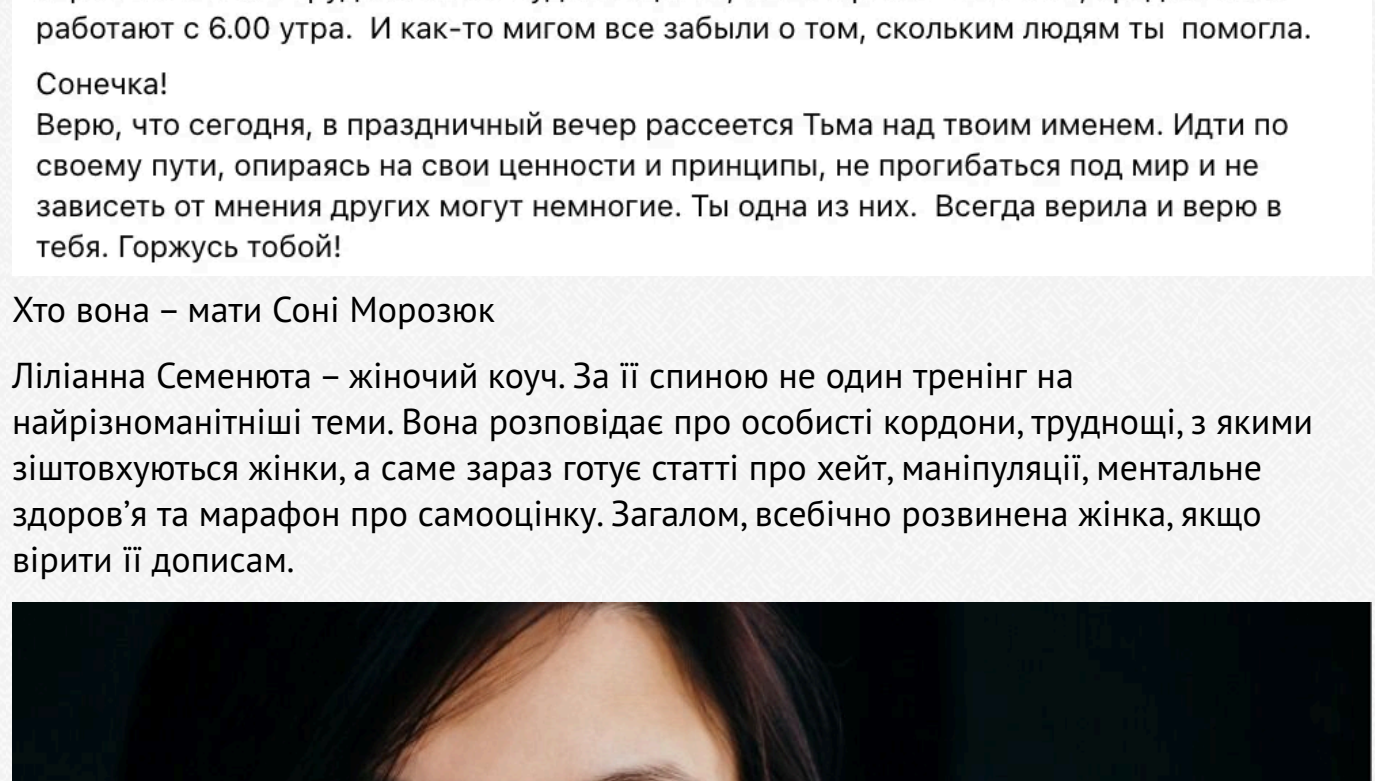 работают с 6.00 утра.  И как-то мигом все забыли о том, скольким людям ты  помогла.
Сонечка!
Верю, что сегодня, в праздничный вечер рассеется Тьма над твоим именем. Идти по
своему пути, опираясь на свои ценности и принципы, не прогибаться под мир и не
зависеть от мнения других могут немногие. Ты одна из них.  Всегда верила и верю в
тебя. Горжусь тобой!
Хто вона – мати Соні Морозюк
Ліліанна Семенюта – жіночий коуч. За її спиною не один тренінг на
найрізноманітніші теми. Вона розповідає про особисті кордони, труднощі, з якими
зіштовхуються жінки, а саме зараз готує статті про хейт, маніпуляції, ментальне
здоров’я та марафон про самооцінку. Загалом, всебічно розвинена жінка, якщо
вірити її дописам.